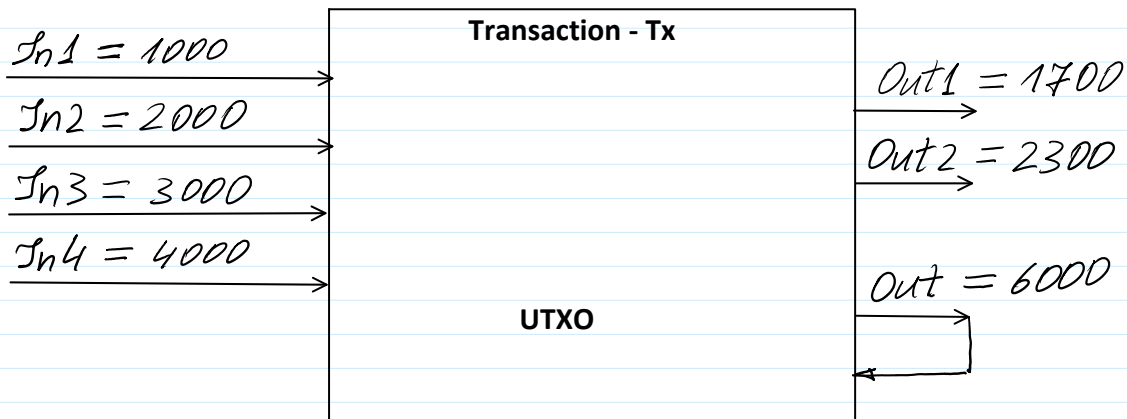 Transaction - Tx
In1 = 1000
In2 = 2000
In3 = 3000
In4 = 4000
Out1 = 1700
Out2 = 2300
Out = 6000
UTXO